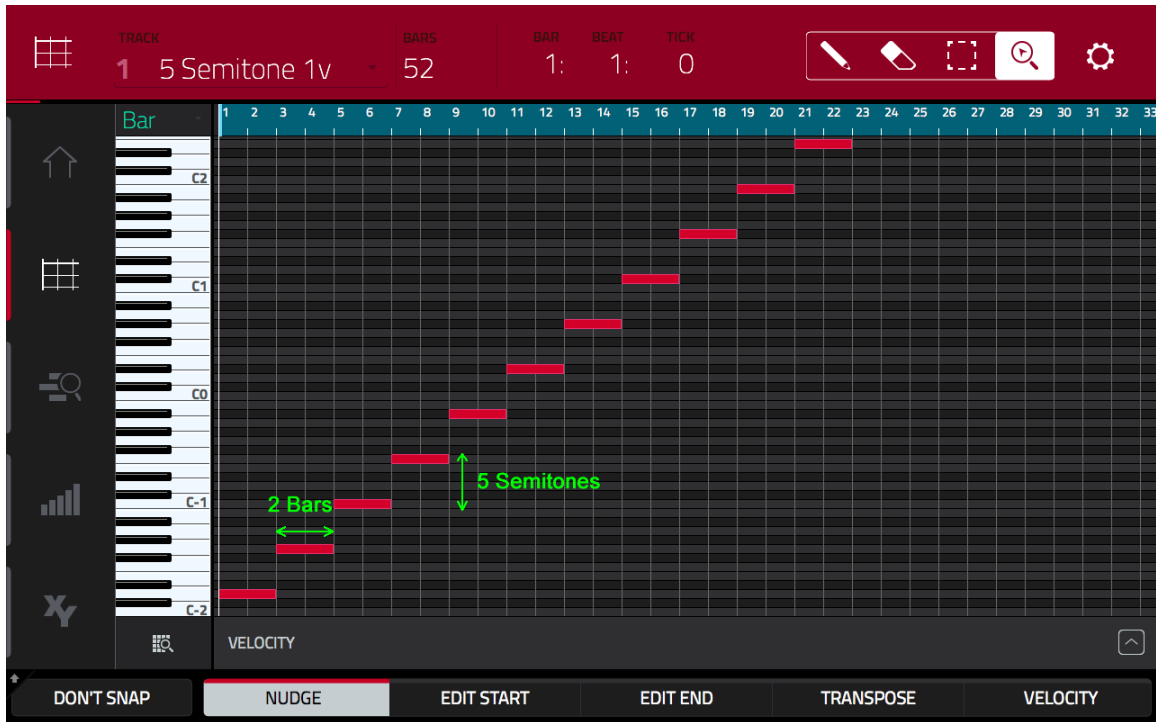 TRACK BARS BAR BEAT TICK
1 5 Semitone 1v 52 1: 1: 0
Bar 1 2 3 4 5 6 7 8 9 10 11 12 13 14 15 16 17 18 19 20 21 22 23 24 25 26 27 28 29 30 31 32 33
C2
C1
C0
5 Semitones
2 Bars C-1
XY
C-2
VELOCITY
DON'T SNAP NUDGE EDIT START EDIT END TRANSPOSE VELOCITY